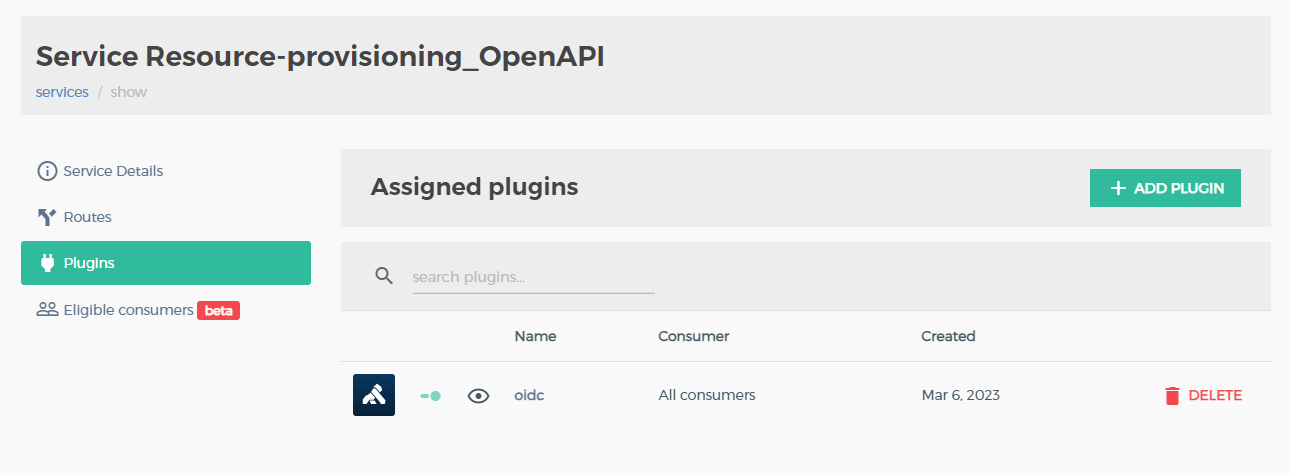 Service Resource-provisioning_OpenAPI
services / show
Service Details
Routes
Plugins
Eligible consumers beta
Assigned plugins
ADD PLUGIN
search plugins...
Name Consumer Created
oidc All consumers Mar 6, 2023 DELETE